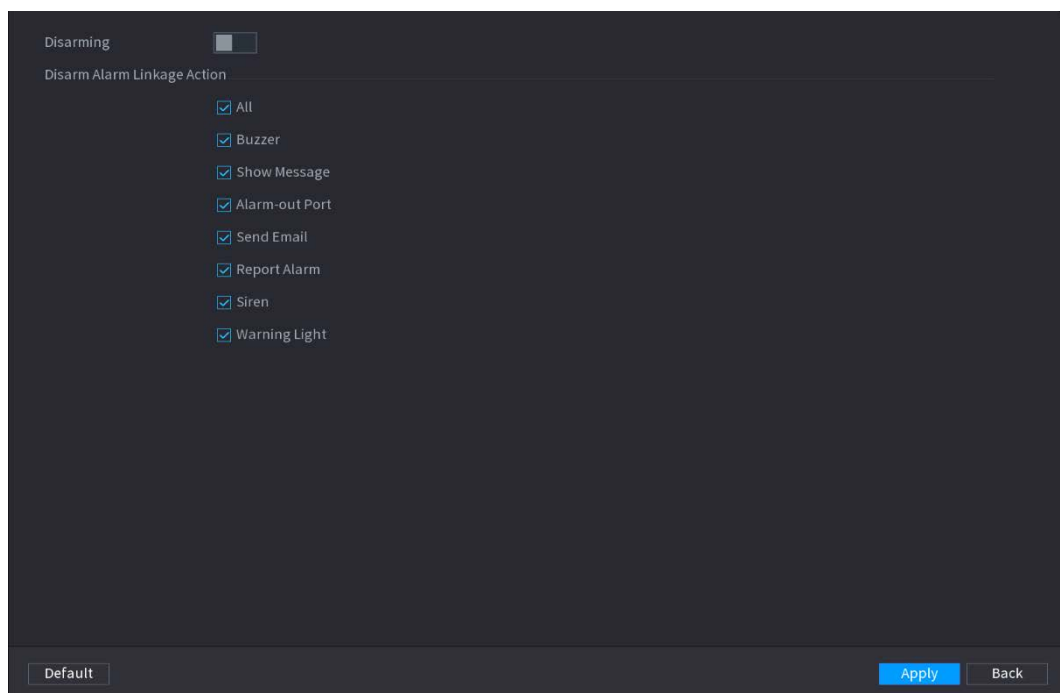 Disarming
Disarm Alarm Linkage Action
All
Buzzer
Show Message
Alarm-out Port
Send Email
Report Alarm
Siren
Warning Light
Default Apply Back